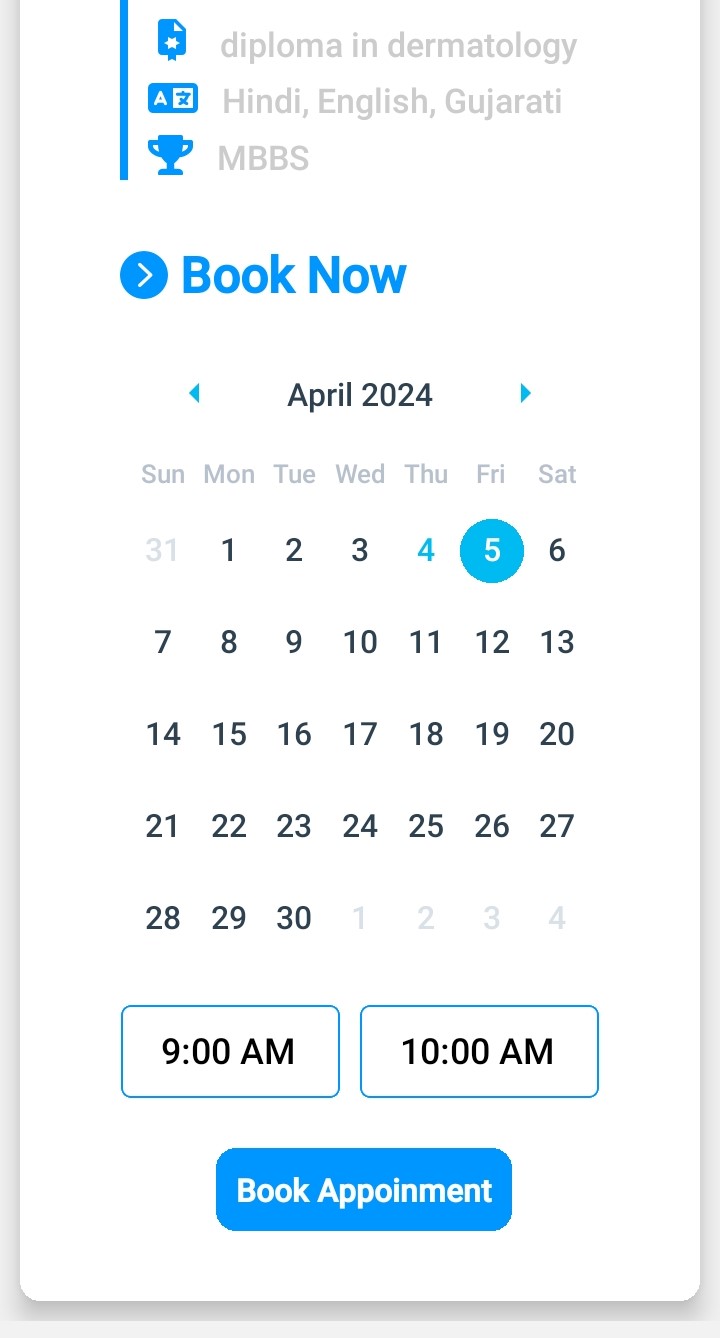 diploma in dermatology
Hindi, English, Gujarati
MBBS
Book Now
April 2024
Sun Mon Tue Wed Thu Fri Sat
31 1 2 3 4 5 6
7 8 9 10 11 12 13
14 15 16 17 18 19 20
21 22 23 24 25 26 27
28 29 30 1 2 3 4
9:00 AM 10:00 AM
Book Appoinment